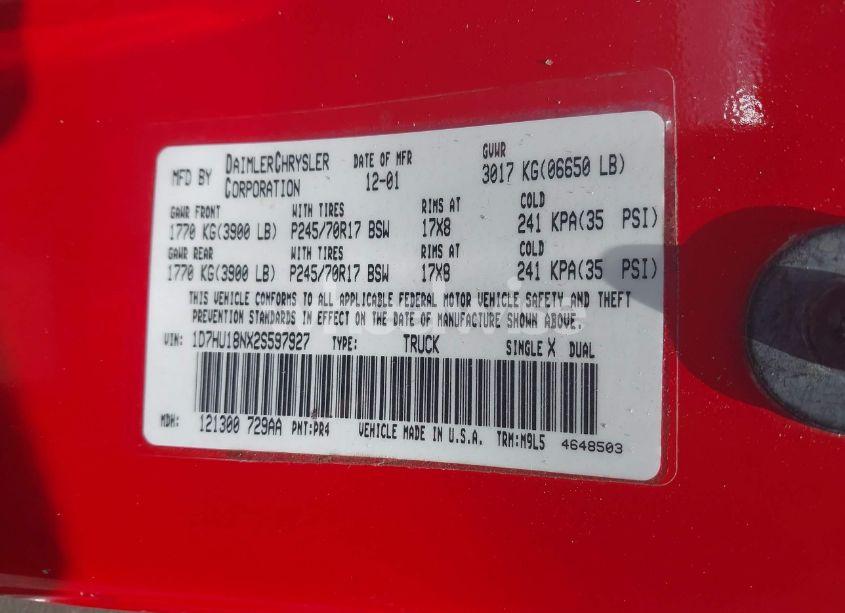 MFD BY DAIMLERCHRYSLER CORPORATION DATE OF MFR 12-01 GVWR 3017 KG(06650 LB)
GAWR FRONT WITH TIRES RIMS AT COLD
1770 KG(3900 LB) P245/70R17 BSW 17X8 241 KPA(35 PSI)
GAWR REAR WITH TIRES RIMS AT COLD
1770 KG(3900 LB) P245/70R17 BSW 17X8 241 KPA(35 PSI)
THIS VEHICLE CONFORMS TO ALL APPLICABLE FEDERAL MOTOR VEHICLE SAFETY AND THEFT
PREVENTION STANDARDS IN EFFECT ON THE DATE OF MANUFACTURE SHOWN ABOVE.
VIN: 1D7HU18NX2S597927 TYPE: TRUCK SINGLE X DUAL
MDH: 121300 729AA PNT:PR4 VEHICLE MADE IN U.S.A. TRM:M9L5 4648503